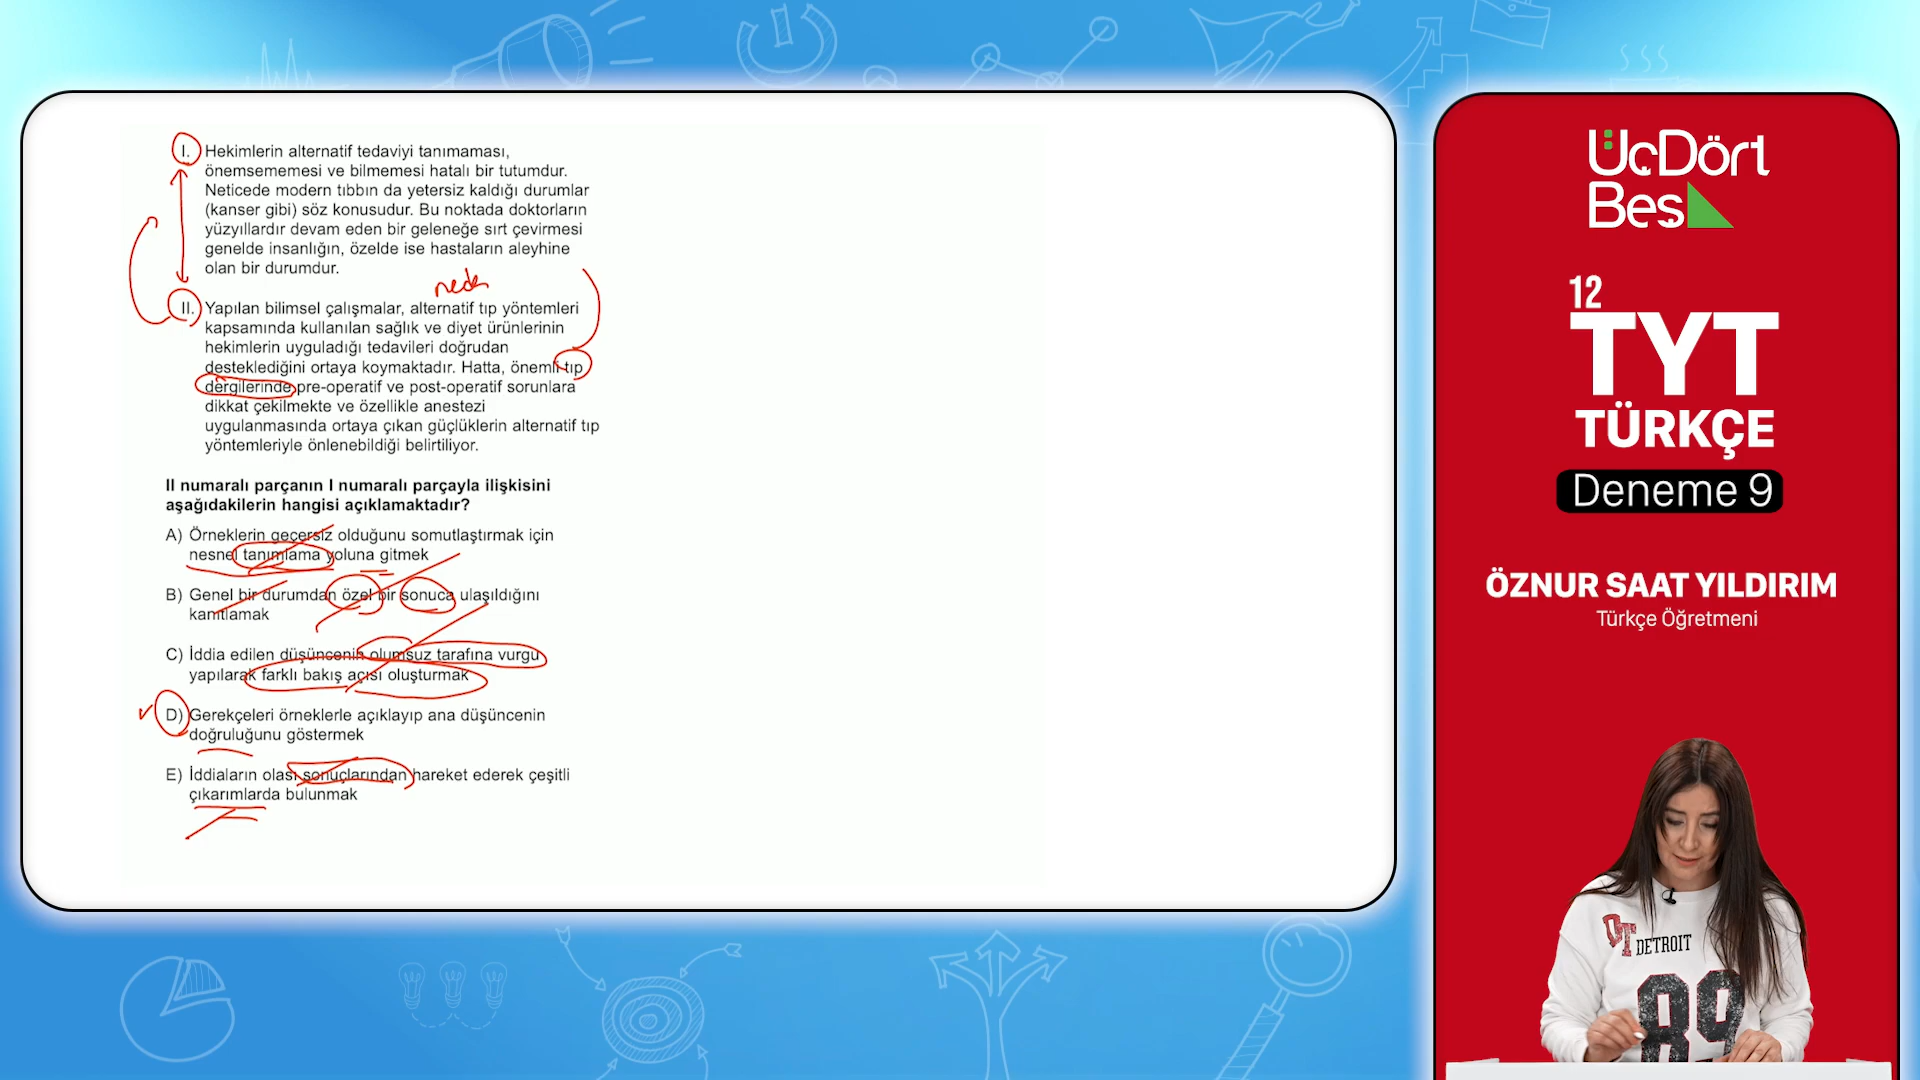 I. Hekimlerin alternatif tedaviyi tanımaması,
önemsememesi ve bilmemesi hatalı bir tutumdur.
Neticede modern tıbbın da yetersiz kaldığı durumlar
(kanser gibi) söz konusudur. Bu noktada doktorların
yüzyıllardır devam eden bir geleneğe sırt çevirmesi
genelde insanlığın, özelde ise hastaların aleyhine
olan bir durumdur.
II. Yapılan bilimsel çalışmalar, alternatif tıp yöntemleri
kapsamında kullanılan sağlık ve diyet ürünlerinin
hekimlerin uyguladığı tedavileri doğrudan
desteklediğini ortaya koymaktadır. Hatta, önemli tıp
dergilerinde pre-operatif ve post-operatif sorunlara
dikkat çekilmekte ve özellikle anestezi
uygulanmasında ortaya çıkan güçlüklerin alternatif tıp
yöntemleriyle önlenebildiği belirtiliyor.
II numaralı parçanın I numaralı parçayla ilişkisini
aşağıdakilerin hangisi açıklamaktadır?
A) Örneklerin geçersiz olduğunu somutlaştırmak için
nesnel tanımlama yoluna gitmek
B) Genel bir durumdan özel bir sonuca ulaşıldığını
kanıtlamak
C) İddia edilen düşüncenin olumsuz tarafına vurgu
yapılarak farklı bakış açısı oluşturmak
D) Gerekçeleri örneklerle açıklayıp ana düşüncenin
doğruluğunu göstermek
E) İddiaların olası sonuçlarından hareket ederek çeşitli
çıkarımlarda bulunmak
ÜçDört
Beş
12
TYT
TÜRKÇE
Deneme 9
ÖZNUR SAAT YILDIRIM
Türkçe Öğretmeni
DT DETROIT
89